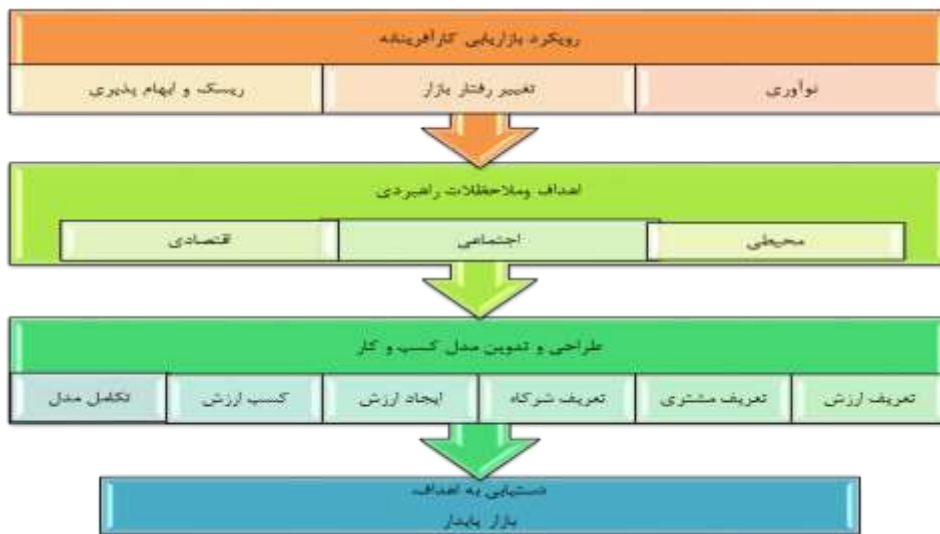 رویکرد بازاریابی کارآفرینانه
نوآوری
تغییر رفتار بازار
ریسک و ابهام پذیری
اهداف وملاحظلات راهبردی
محیطی
اجتماعی
اقتصادی
طراحی و تدوین مدل کسب و کار
تعریف ارزش
تعریف مشتری
تعریف شرکاء
ایجاد ارزش
کسب ارزش
تکامل مدل
دستیابی به اهداف
بازار پایدار